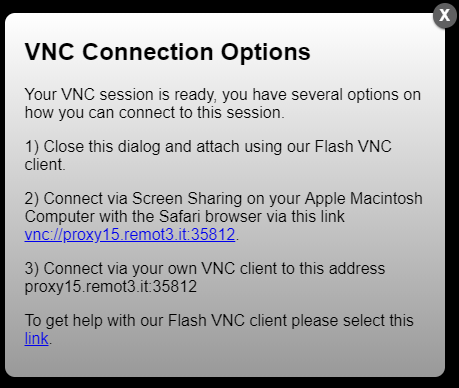 X
VNC Connection Options
Your VNC session is ready, you have several options on
how you can connect to this session.
1) Close this dialog and attach using our Flash VNC
client.
2) Connect via Screen Sharing on your Apple Macintosh
Computer with the Safari browser via this link
vnc://proxy15.remot3.it:35812.
3) Connect via your own VNC client to this address
proxy15.remot3.it:35812
To get help with our Flash VNC client please select this
link.